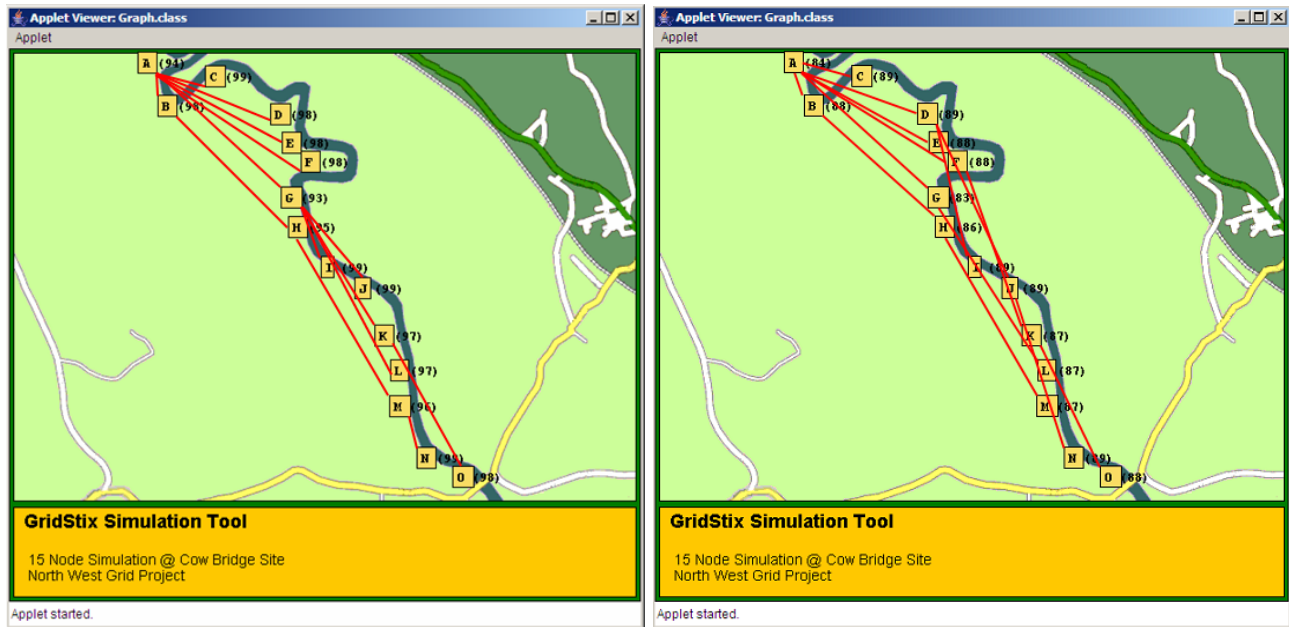 Applet Viewer: Graph.class
Applet
A (94)
C (99)
B (98)
D (98)
E (98)
F (98)
G (93)
H (95)
I (99)
J (99)
K (97)
L (97)
M (96)
N (99)
O (98)
GridStix Simulation Tool
15 Node Simulation @ Cow Bridge Site
North West Grid Project
Applet started.
Applet Viewer: Graph.class
Applet
A (84)
C (89)
B (88)
D (89)
E (88)
F (88)
G (83)
H (86)
I (89)
J (89)
K (87)
L (87)
M (87)
N (89)
O (88)
GridStix Simulation Tool
15 Node Simulation @ Cow Bridge Site
North West Grid Project
Applet started.